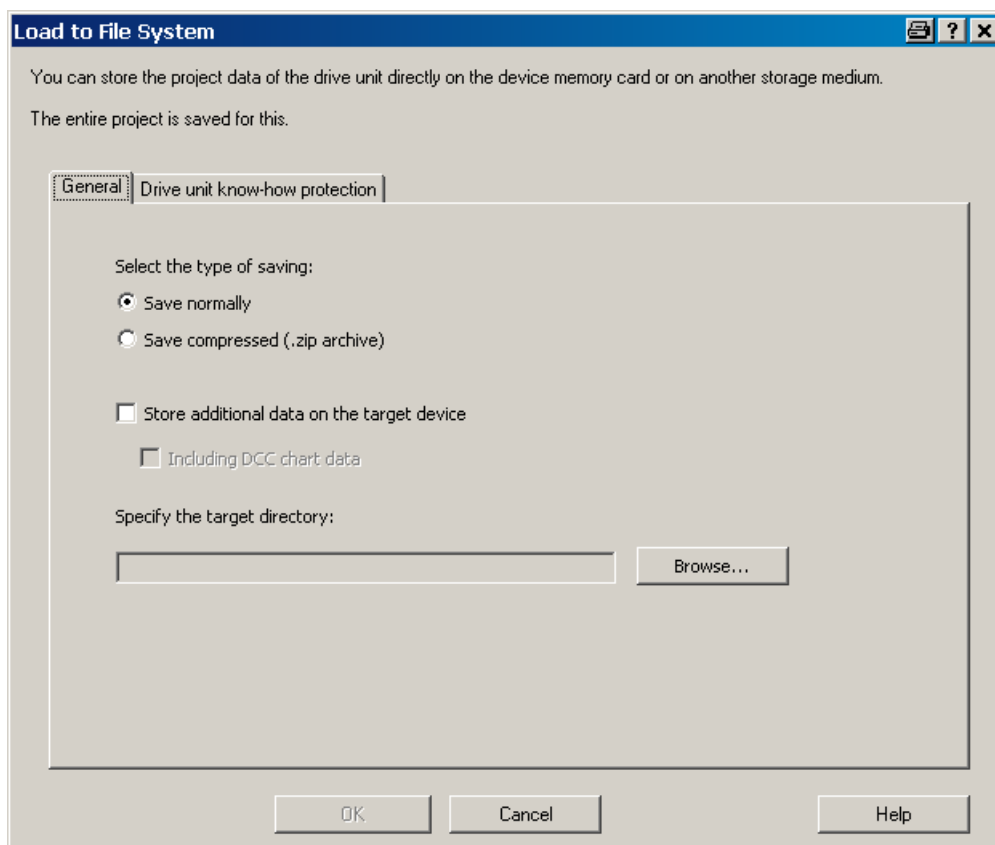 Load to File System
You can store the project data of the drive unit directly on the device memory card or on another storage medium.
The entire project is saved for this.
General
Drive unit know-how protection
Select the type of saving:
Save normally
Save compressed (.zip archive)
Store additional data on the target device
Including DCC chart data
Specify the target directory:
Browse...
OK
Cancel
Help